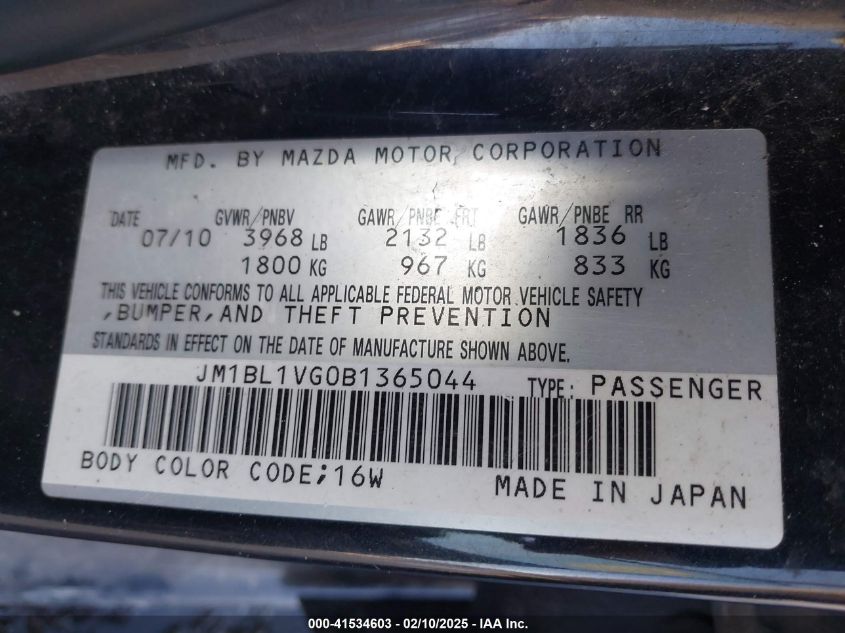 MFD. BY MAZDA MOTOR CORPORATION
DATE GVWR/PNBV GAWR/PNBE FRT GAWR/PNBE RR
07/10 3968 LB 2132 LB 1836 LB
1800 KG 967 KG 833 KG
THIS VEHICLE CONFORMS TO ALL APPLICABLE FEDERAL MOTOR VEHICLE SAFETY
,BUMPER,AND THEFT PREVENTION
STANDARDS IN EFFECT ON THE DATE OF MANUFACTURE SHOWN ABOVE.
JM1BL1VG0B1365044 TYPE: PASSENGER
BODY COLOR CODE;16W
MADE IN JAPAN
000-41534603 - 02/10/2025 - IAA Inc.